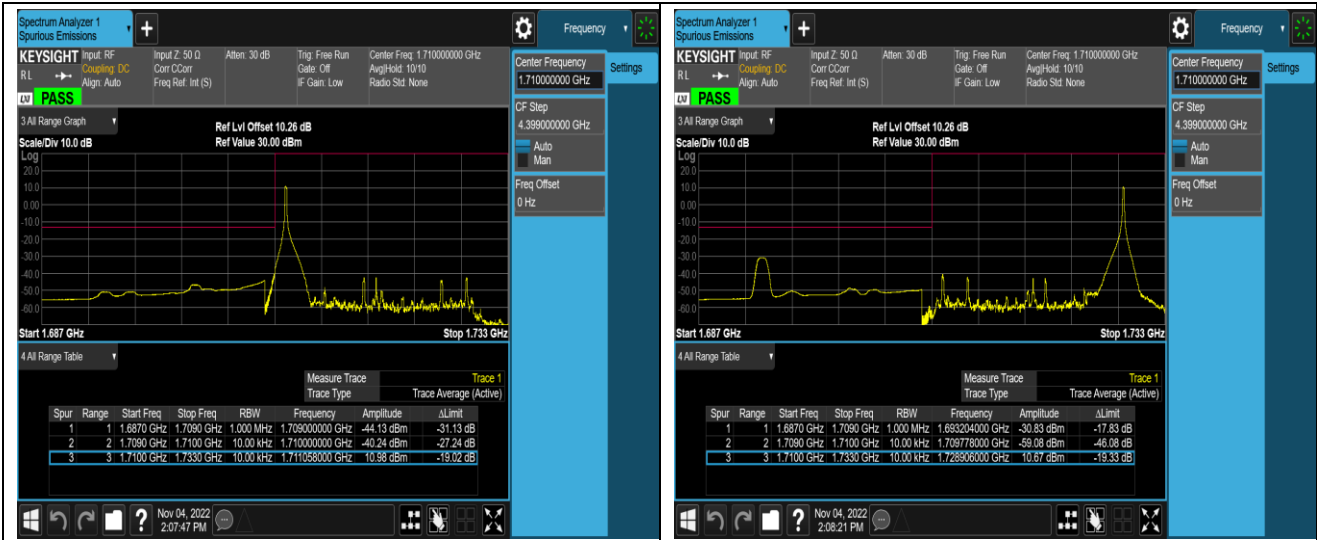 Spectrum Analyzer 1
Spurious Emissions
+
Frequency
KEYSIGHT Input: RF Input Z: 50 Ω Atten: 30 dB Trig: Free Run Center Freq: 1.710000000 GHz
Coupling: DC Corr CCorr Gate: Off Avg|Hold: 10/10
R L Align: Auto Freq Ref: Int (S) IF Gain: Low Radio Std: None
LXI PASS
Center Frequency
1.710000000 GHz
Settings
CF Step
4.399000000 GHz
Auto
Man
Freq Offset
0 Hz
3 All Range Graph
Ref Lvl Offset 10.26 dB
Scale/Div 10.0 dB Ref Value 30.00 dBm
Log
20.0
10.0
0.00
-10.0
-20.0
-30.0
-40.0
-50.0
-60.0
Start 1.687 GHz Stop 1.733 GHz
4 All Range Table
Measure Trace Trace 1
Trace Type Trace Average (Active)
Spur Range Start Freq Stop Freq RBW Frequency Amplitude ΔLimit
1 1 1.6870 GHz 1.7090 GHz 1.000 MHz 1.709000000 GHz -44.13 dBm -31.13 dB
2 2 1.7090 GHz 1.7100 GHz 10.00 kHz 1.710000000 GHz -40.24 dBm -27.24 dB
3 3 1.7100 GHz 1.7330 GHz 10.00 kHz 1.711058000 GHz 10.98 dBm -19.02 dB
? Nov 04, 2022
2:07:47 PM
Spectrum Analyzer 1
Spurious Emissions
+
Frequency
KEYSIGHT Input: RF Input Z: 50 Ω Atten: 30 dB Trig: Free Run Center Freq: 1.710000000 GHz
Coupling: DC Corr CCorr Gate: Off Avg|Hold: 10/10
R L Align: Auto Freq Ref: Int (S) IF Gain: Low Radio Std: None
LXI PASS
Center Frequency
1.710000000 GHz
Settings
CF Step
4.399000000 GHz
Auto
Man
Freq Offset
0 Hz
3 All Range Graph
Ref Lvl Offset 10.26 dB
Scale/Div 10.0 dB Ref Value 30.00 dBm
Log
20.0
10.0
0.00
-10.0
-20.0
-30.0
-40.0
-50.0
-60.0
Start 1.687 GHz Stop 1.733 GHz
4 All Range Table
Measure Trace Trace 1
Trace Type Trace Average (Active)
Spur Range Start Freq Stop Freq RBW Frequency Amplitude ΔLimit
1 1 1.6870 GHz 1.7090 GHz 1.000 MHz 1.693204000 GHz -30.83 dBm -17.83 dB
2 2 1.7090 GHz 1.7100 GHz 10.00 kHz 1.709778000 GHz -59.08 dBm -46.08 dB
3 3 1.7100 GHz 1.7330 GHz 10.00 kHz 1.728906000 GHz 10.67 dBm -19.33 dB
? Nov 04, 2022
2:08:21 PM